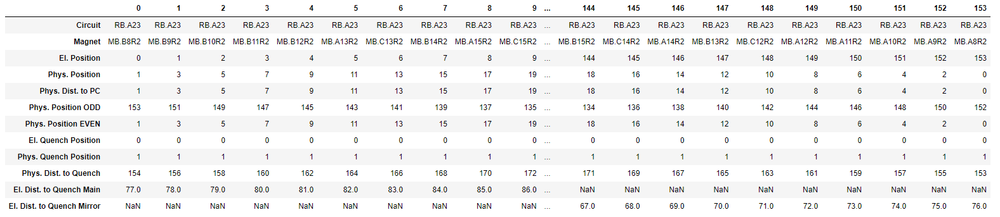 0 1 2 3 4 5 6 7 8 9 ... 144 145 146 147 148 149 150 151 152 153
Circuit RB.A23 RB.A23 RB.A23 RB.A23 RB.A23 RB.A23 RB.A23 RB.A23 RB.A23 RB.A23 ... RB.A23 RB.A23 RB.A23 RB.A23 RB.A23 RB.A23 RB.A23 RB.A23 RB.A23 RB.A23
Magnet MB.B8R2 MB.B9R2 MB.B10R2 MB.B11R2 MB.B12R2 MB.A13R2 MB.C13R2 MB.B14R2 MB.A15R2 MB.C15R2 ... MB.B15R2 MB.C14R2 MB.A14R2 MB.B13R2 MB.C12R2 MB.A12R2 MB.A11R2 MB.A10R2 MB.A9R2 MB.A8R2
El. Position 0 1 2 3 4 5 6 7 8 9 ... 144 145 146 147 148 149 150 151 152 153
Phys. Position 1 3 5 7 9 11 13 15 17 19 ... 18 16 14 12 10 8 6 4 2 0
Phys. Dist. to PC 1 3 5 7 9 11 13 15 17 19 ... 18 16 14 12 10 8 6 4 2 0
Phys. Position ODD 153 151 149 147 145 143 141 139 137 135 ... 134 136 138 140 142 144 146 148 150 152
Phys. Position EVEN 1 3 5 7 9 11 13 15 17 19 ... 18 16 14 12 10 8 6 4 2 0
El. Quench Position 0 0 0 0 0 0 0 0 0 0 ... 0 0 0 0 0 0 0 0 0 0
Phys. Quench Position 1 1 1 1 1 1 1 1 1 1 ... 1 1 1 1 1 1 1 1 1 1
Phys. Dist. to Quench 154 156 158 160 162 164 166 168 170 172 ... 171 169 167 165 163 161 159 157 155 153
El. Dist. to Quench Main 77.0 78.0 79.0 80.0 81.0 82.0 83.0 84.0 85.0 86.0 ... NaN NaN NaN NaN NaN NaN NaN NaN NaN NaN
El. Dist. to Quench Mirror NaN NaN NaN NaN NaN NaN NaN NaN NaN NaN ... 67.0 68.0 69.0 70.0 71.0 72.0 73.0 74.0 75.0 76.0